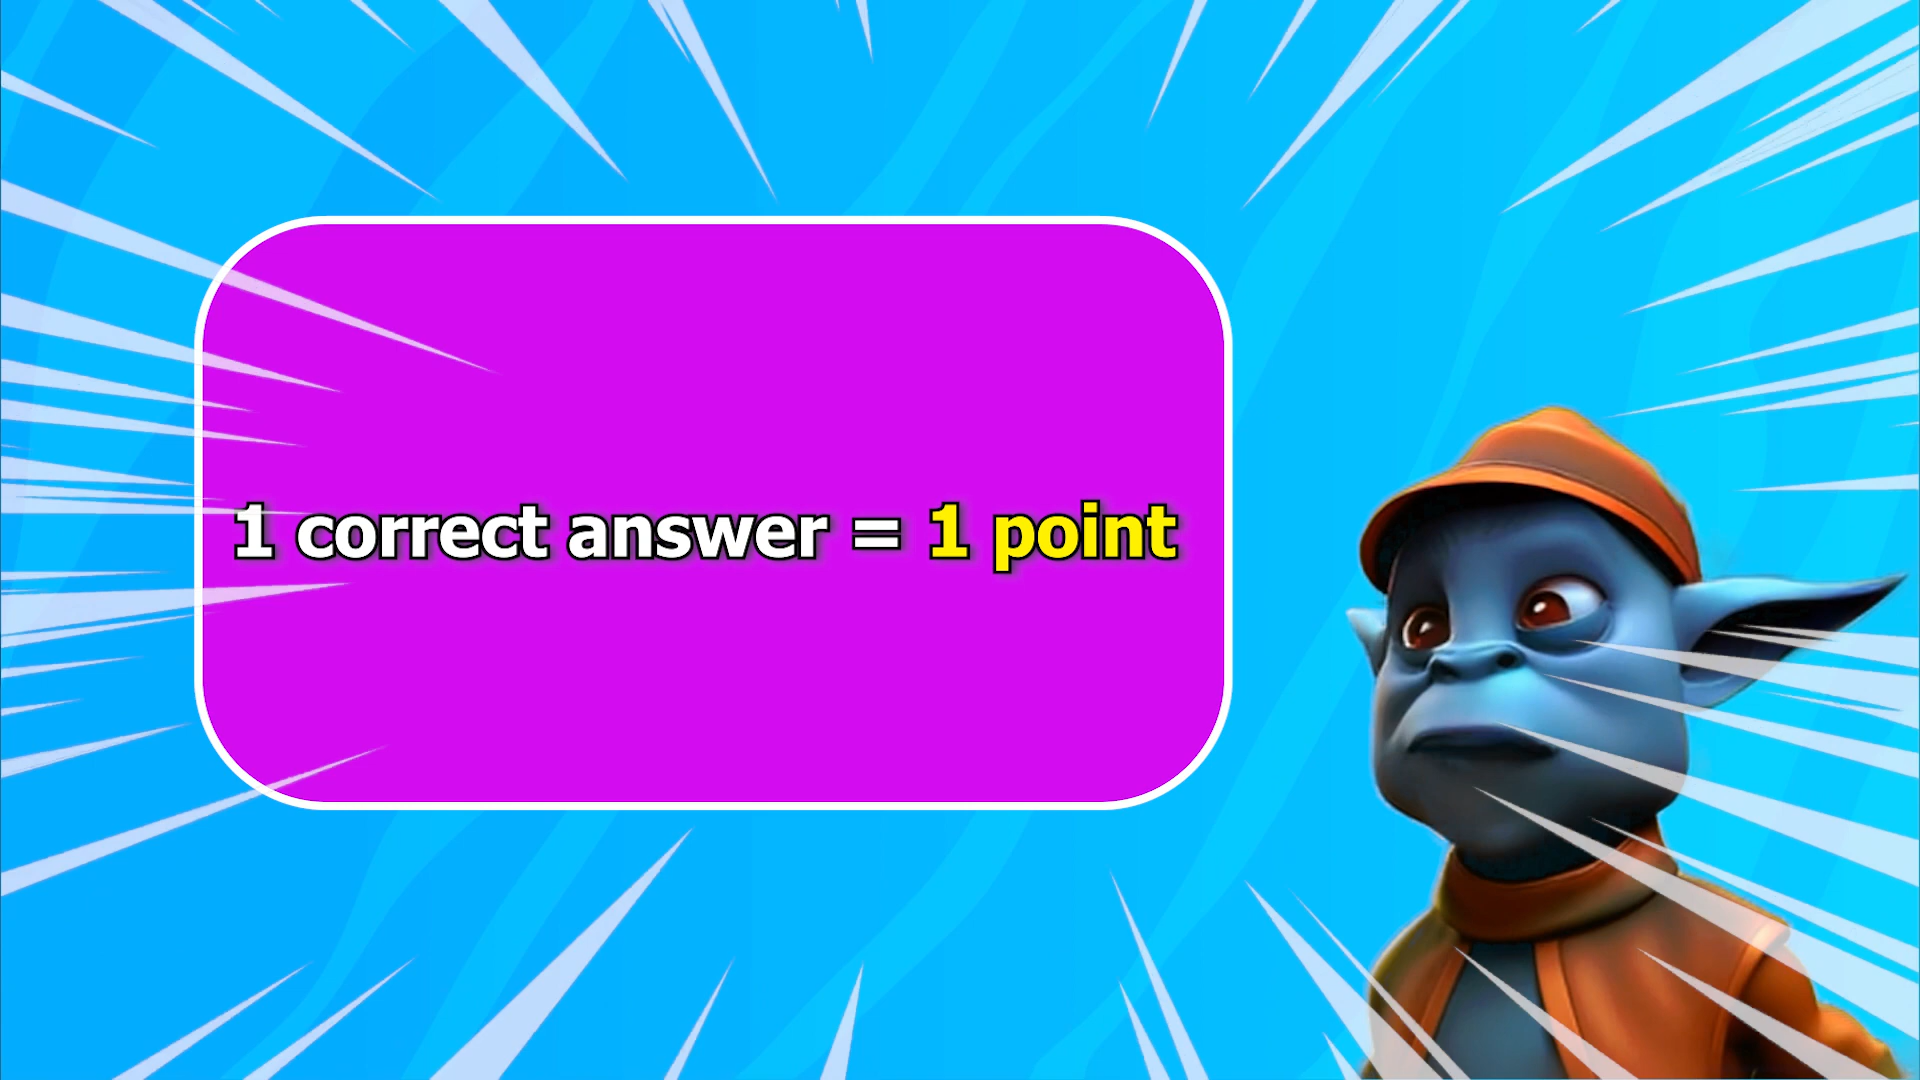 1 correct answer = 1 point